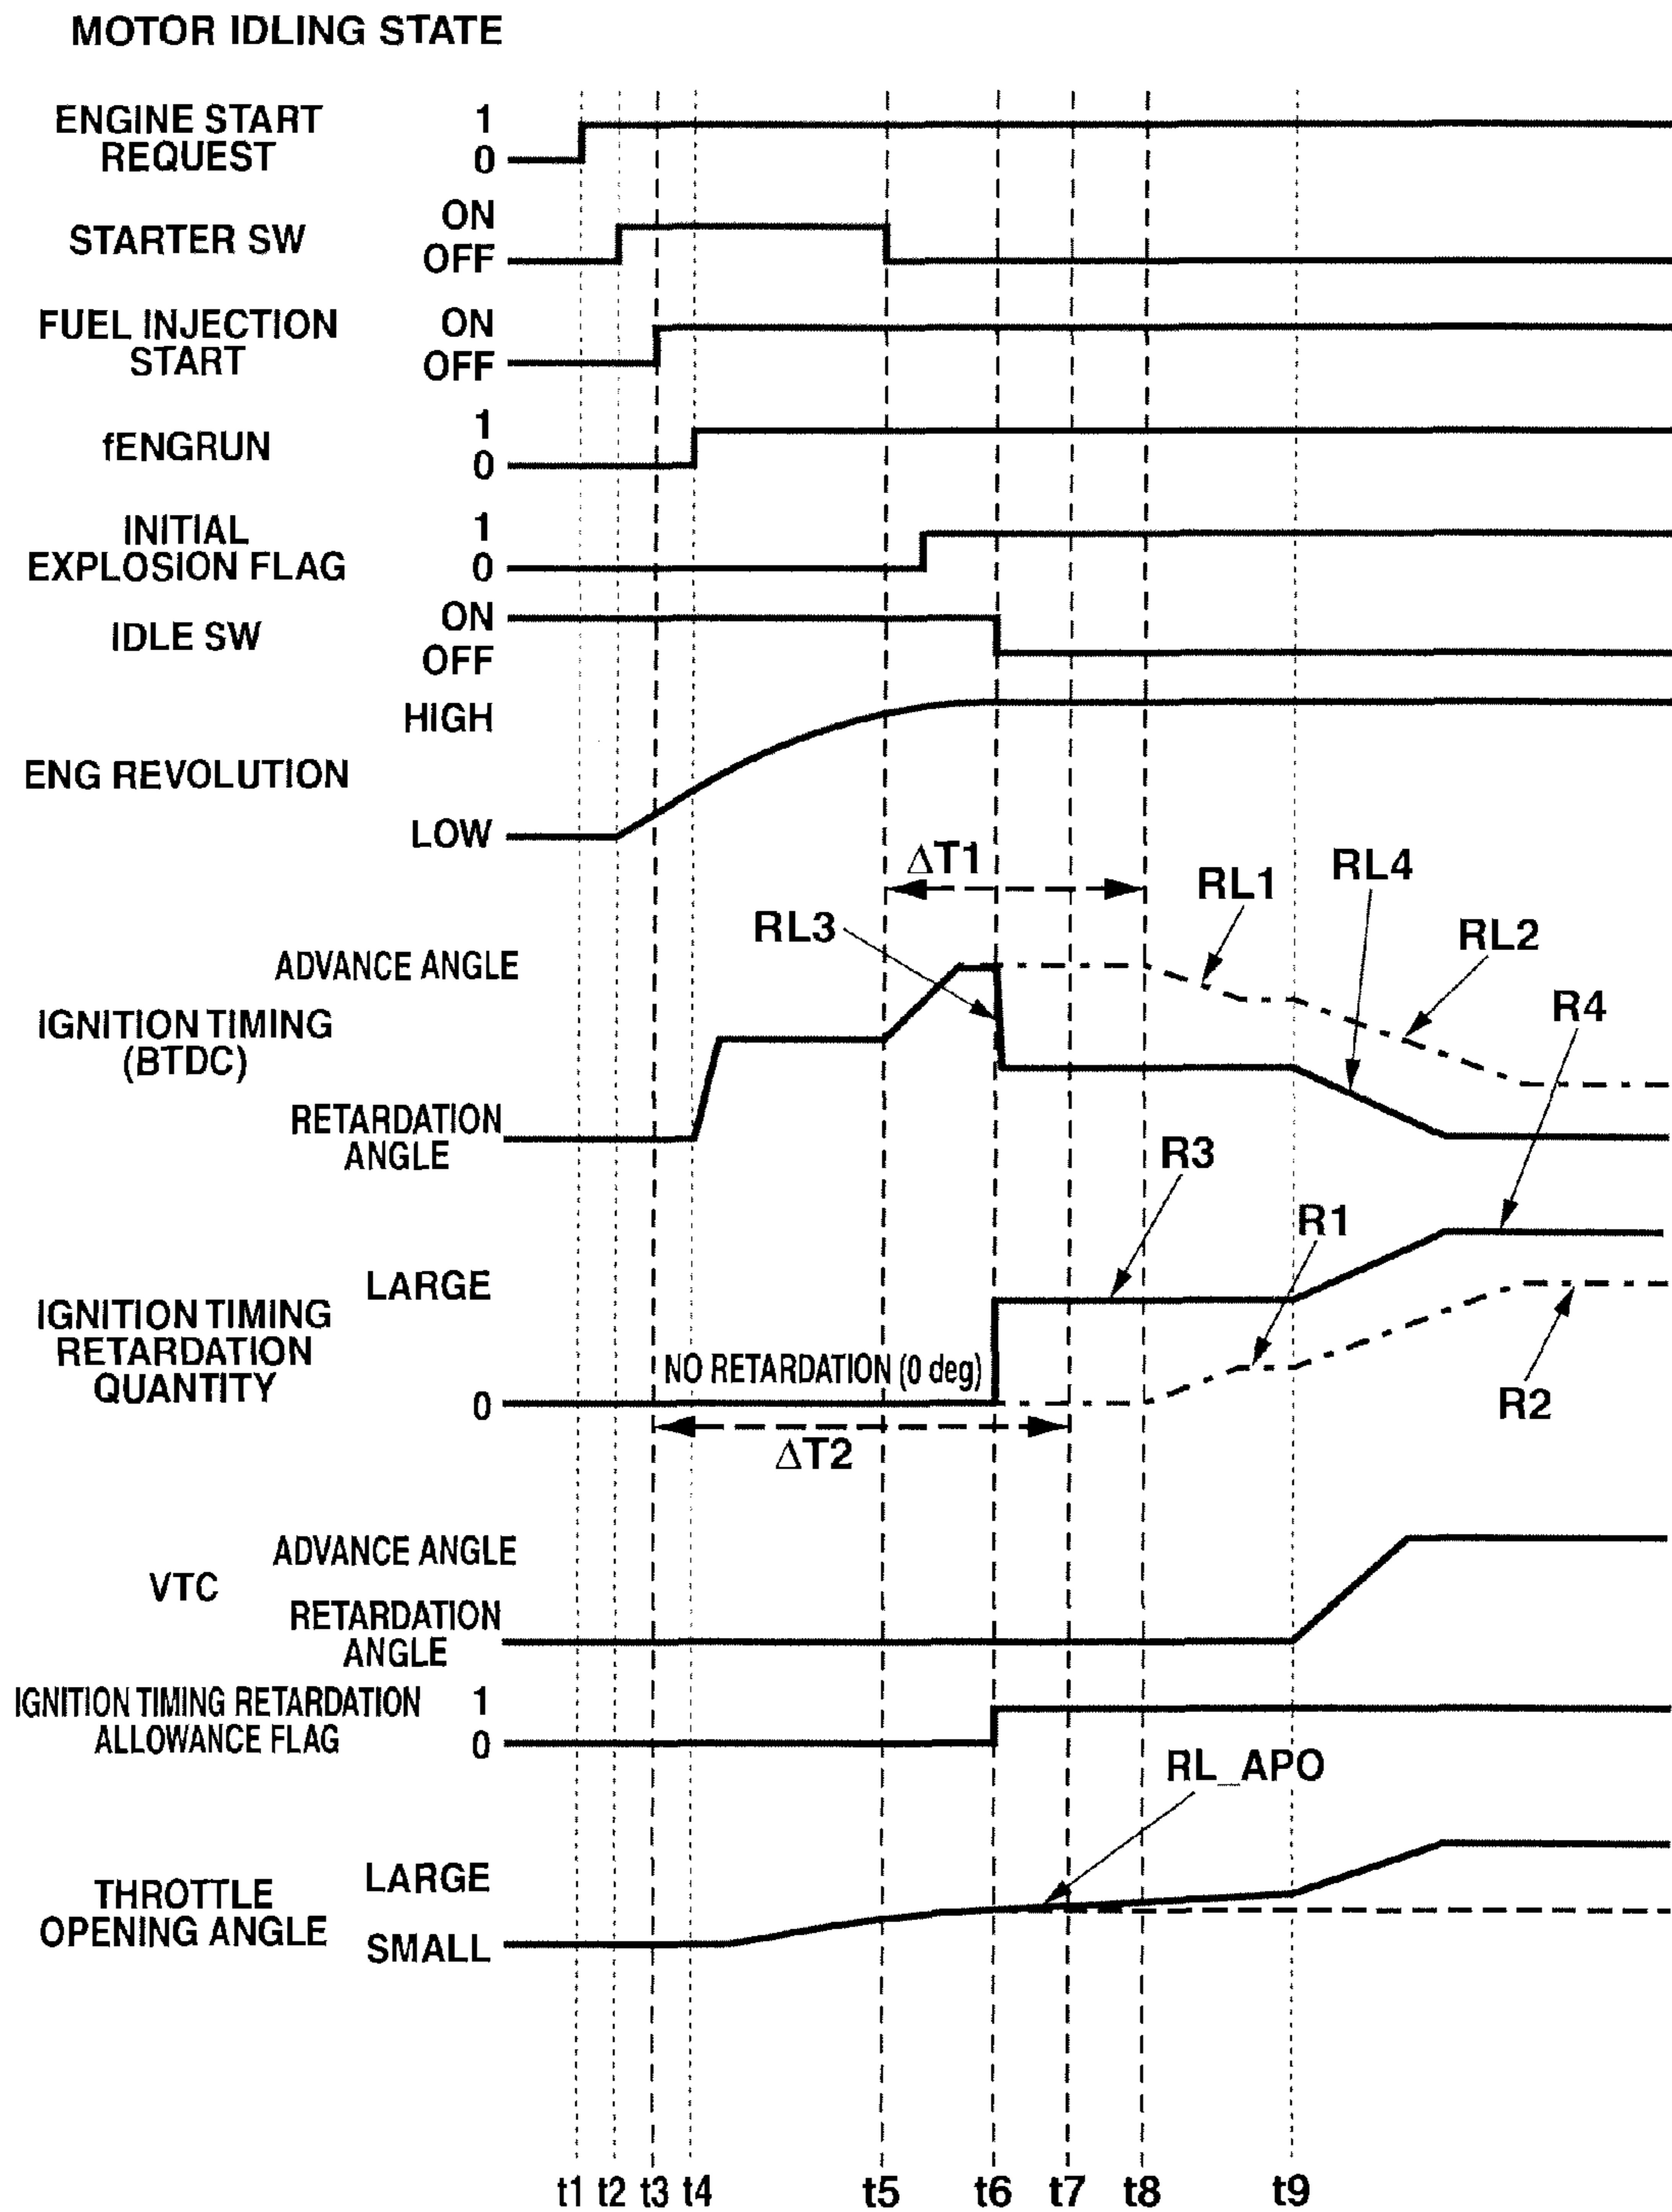 MOTOR IDLING STATE
ENGINE START
REQUEST
1
0
STARTER SW
ON
OFF
FUEL INJECTION
START
ON
OFF
fENGRUN
1
0
INITIAL
EXPLOSION FLAG
1
0
IDLE SW
ON
OFF
HIGH
ENG REVOLUTION
LOW
ΔT1
RL1
RL4
RL3
RL2
ADVANCE ANGLE
R4
IGNITION TIMING
(BTDC)
RETARDATION
ANGLE
R3
R1
LARGE
IGNITION TIMING
RETARDATION
QUANTITY
NO RETARDATION (0 deg)
0
R2
ΔT2
ADVANCE ANGLE
VTC
RETARDATION
ANGLE
IGNITION TIMING RETARDATION
ALLOWANCE FLAG
1
0
RL_APO
LARGE
THROTTLE
OPENING ANGLE
SMALL
t1 t2 t3 t4 t5 t6 t7 t8 t9